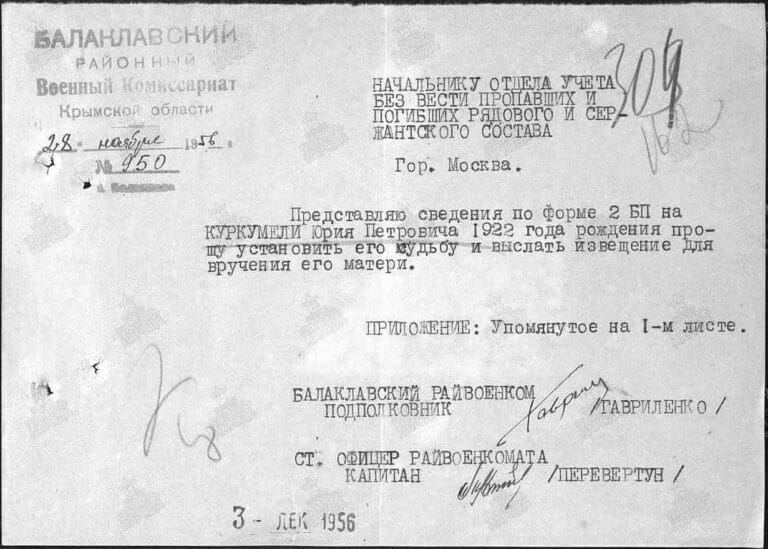 БАЛАКЛАВСКИЙ
РАЙОННЫЙ
Военный Комиссариат
Крымской области
28 ноября 1956 г.
№ 950
г. Балаклава
309
НАЧАЛЬНИКУ ОТДЕЛА УЧЕТА
БЕЗ ВЕСТИ ПРОПАВШИХ И
ПОГИБШИХ РЯДОВОГО И СЕР-
ЖАНТСКОГО СОСТАВА
Гор. Москва.
Представляю сведения по форме 2 БП на
КУРКУМЕЛИ Юрия Петровича 1922 года рождения про-
шу установить его судьбу и выслать извещение для
вручения его матери.
ПРИЛОЖЕНИЕ: Упомянутое на I-м листе.
БАЛАКЛАВСКИЙ РАЙВОЕНКОМ
ПОДПОЛКОВНИК /ГАВРИЛЕНКО/
СТ. ОФИЦЕР РАЙВОЕНКОМАТА
КАПИТАН /ПЕРЕВЕРТУН/
3 - ДЕК 1956